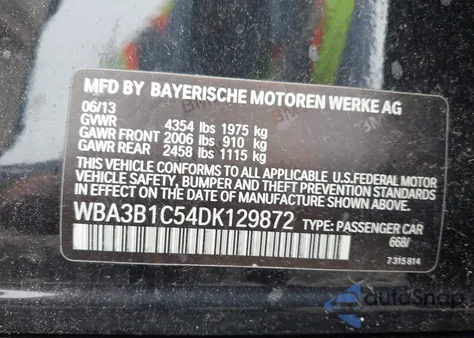 MFD BY BAYERISCHE MOTOREN WERKE AG
06/13
GVWR 4354 lbs 1975 kg
GAWR FRONT 2006 lbs 910 kg
GAWR REAR 2458 lbs 1115 kg
THIS VEHICLE CONFORMS TO ALL APPLICABLE U.S.FEDERAL MOTOR
VEHICLE SAFETY, BUMPER AND THEFT PREVENTION STANDARDS
IN EFFECT ON THE DATE OF MANUFACTURE SHOWN ABOVE.
WBA3B1C54DK129872 TYPE: PASSENGER CAR
668/
7315814
autoSnap